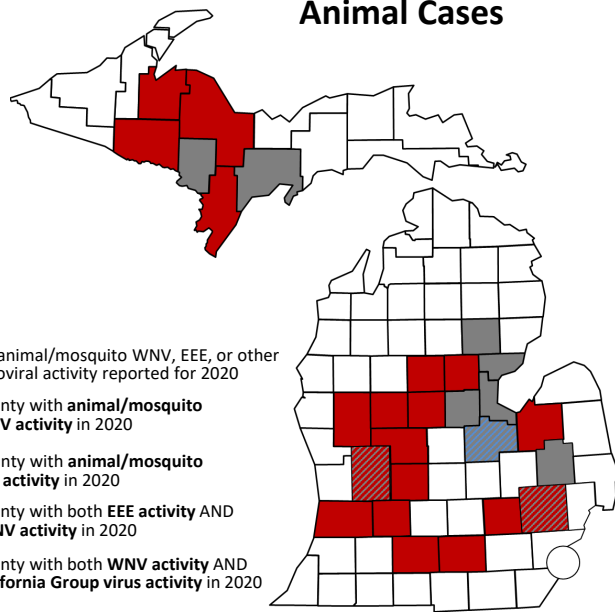 Animal Cases
animal/mosquito WNV, EEE, or other
oviral activity reported for 2020
nty with animal/mosquito
V activity in 2020
nty with animal/mosquito
activity in 2020
nty with both EEE activity AND
NV activity in 2020
nty with both WNV activity AND
fornia Group virus activity in 2020